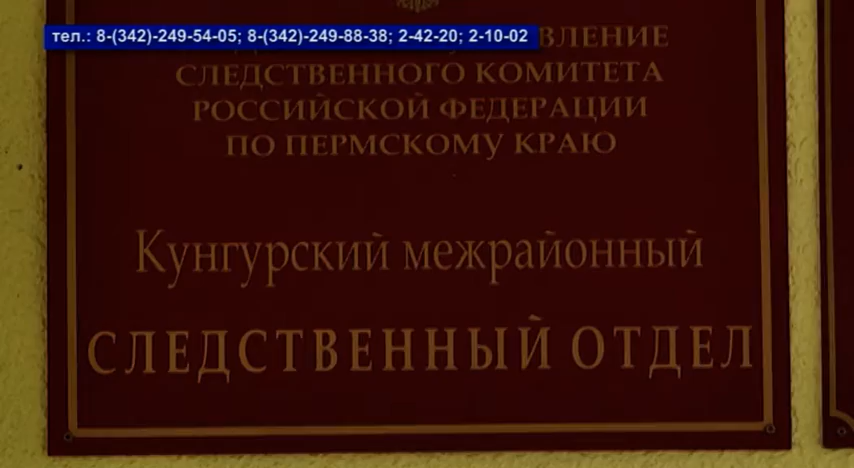 тел.: 8-(342)-249-54-05; 8-(342)-249-88-38; 2-42-20; 2-10-02
СЛЕДСТВЕННОГО КОМИТЕТА
РОССИЙСКОЙ ФЕДЕРАЦИИ
ПО ПЕРМСКОМУ КРАЮ
Кунгурский межрайонный
СЛЕДСТВЕННЫЙ ОТДЕЛ